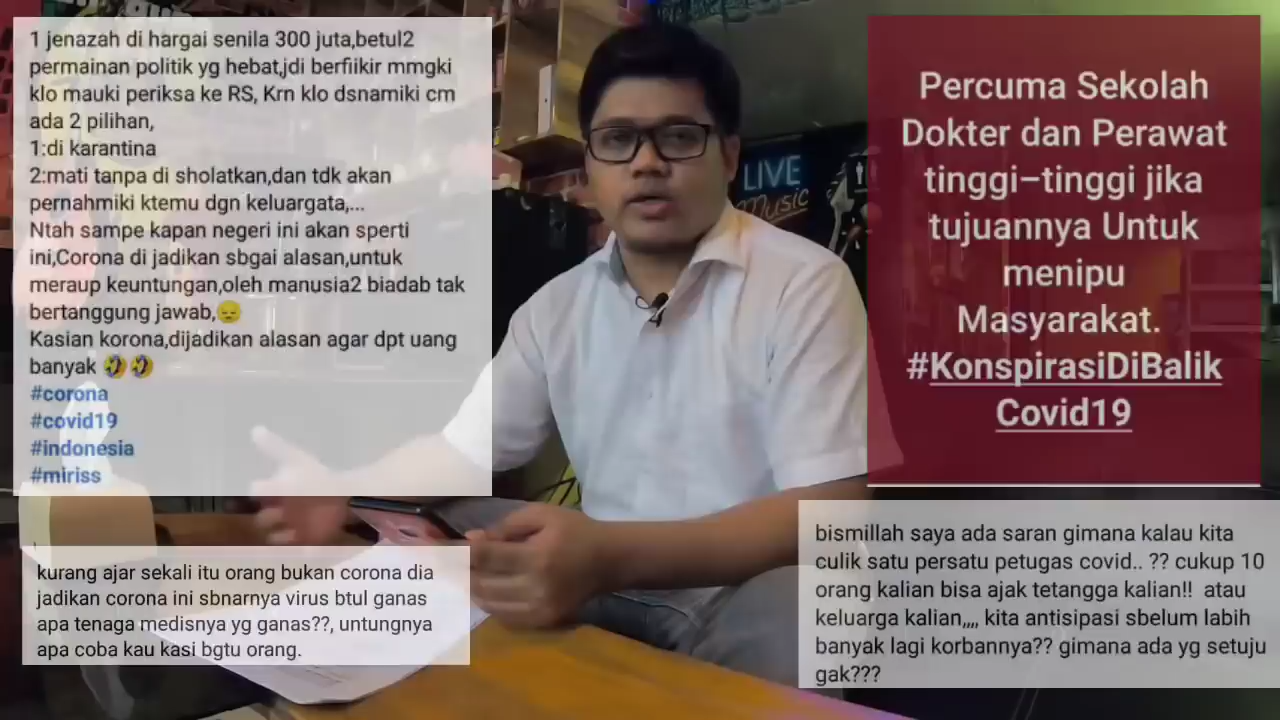 1 jenazah di hargai senila 300 juta,betul2
permainan politik yg hebat,jdi berfiikir mmgki
klo mauki periksa ke RS, Krn klo dsnamiki cm
ada 2 pilihan,
1:di karantina
2:mati tanpa di sholatkan,dan tdk akan
pernahmiki ktemu dgn keluargata,...
Ntah sampe kapan negeri ini akan sperti
ini,Corona di jadikan sbgai alasan,untuk
meraup keuntungan,oleh manusia2 biadab tak
bertanggung jawab,😔
Kasian korona,dijadikan alasan agar dpt uang
banyak 🤣🤣
#corona
#covid19
#indonesia
#miriss
kurang ajar sekali itu orang bukan corona dia
jadikan corona ini sbnarnya virus btul ganas
apa tenaga medisnya yg ganas??, untungnya
apa coba kau kasi bgtu orang.
LIVE
Music
Percuma Sekolah
Dokter dan Perawat
tinggi–tinggi jika
tujuannya Untuk
menipu
Masyarakat.
#KonspirasiDiBalik
Covid19
bismillah saya ada saran gimana kalau kita
culik satu persatu petugas covid.. ?? cukup 10
orang kalian bisa ajak tetangga kalian!! atau
keluarga kalian,,,, kita antisipasi sbelum labih
banyak lagi korbannya?? gimana ada yg setuju
gak???